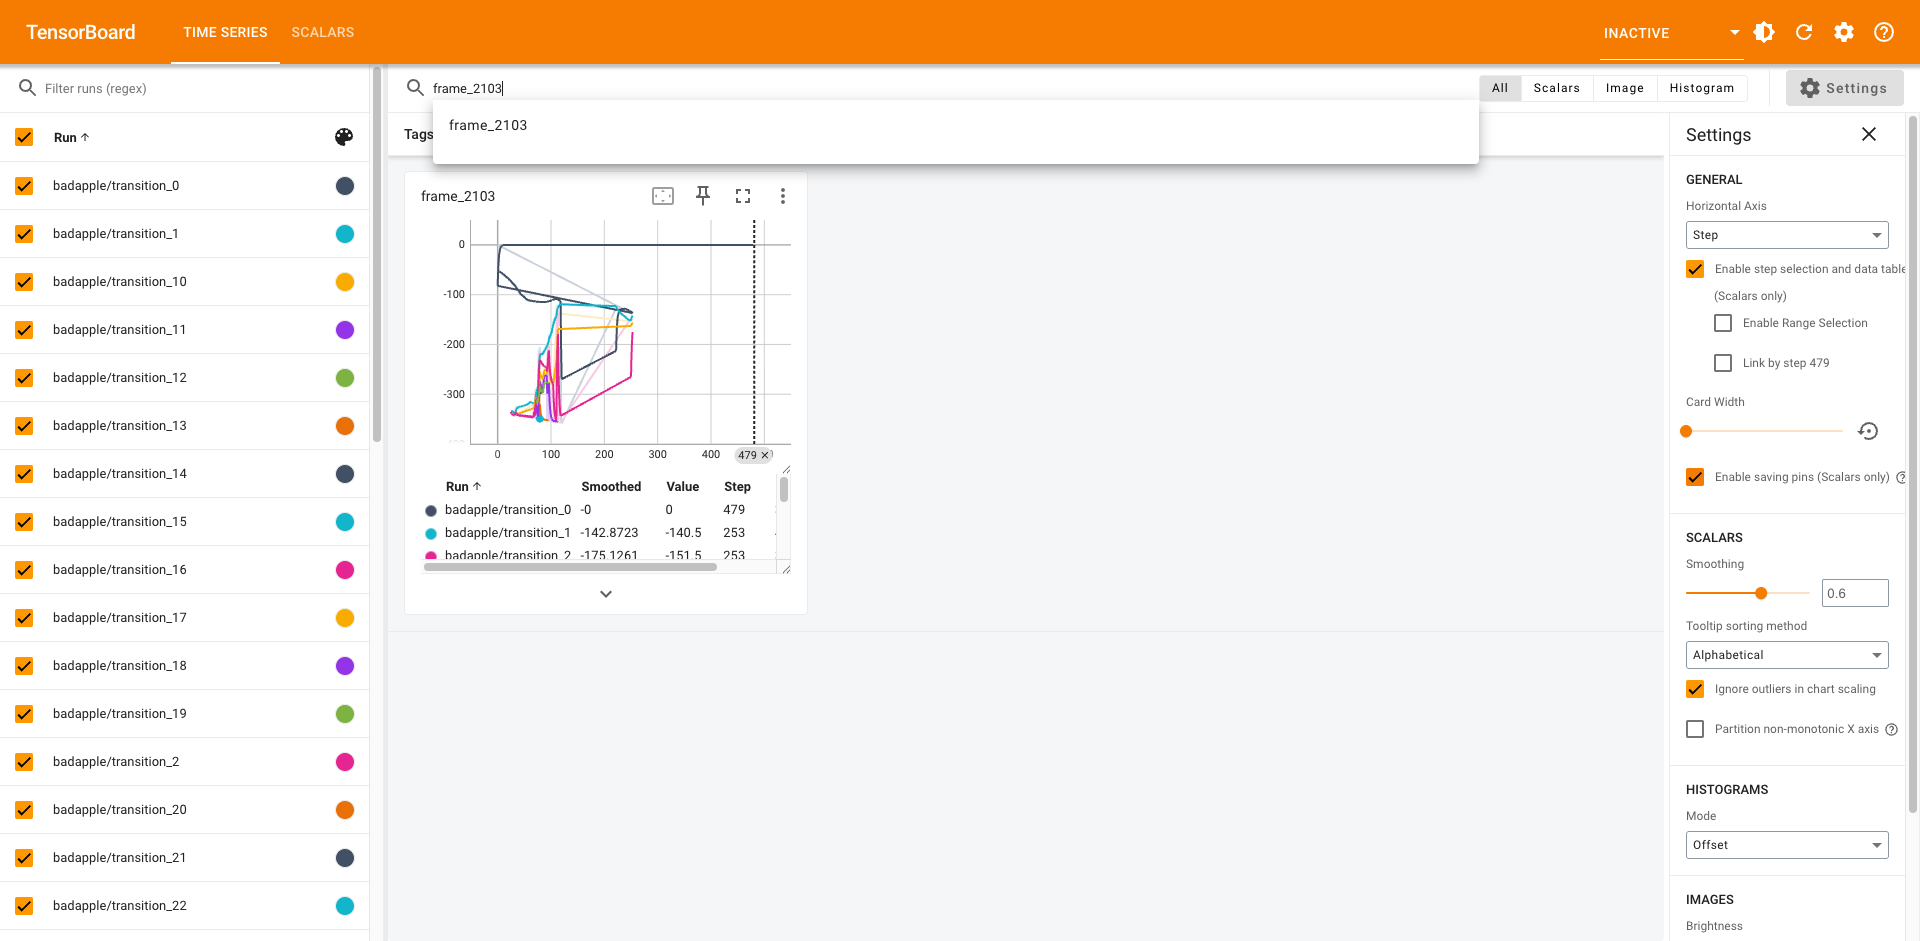 TensorBoard
TIME SERIES
SCALARS
INACTIVE
Filter runs (regex)
frame_2103
All
Scalars
Image
Histogram
Settings
frame_2103
Run
badapple/transition_0
badapple/transition_1
badapple/transition_10
badapple/transition_11
badapple/transition_12
badapple/transition_13
badapple/transition_14
badapple/transition_15
badapple/transition_16
badapple/transition_17
badapple/transition_18
badapple/transition_19
badapple/transition_2
badapple/transition_20
badapple/transition_21
badapple/transition_22
Tags
frame_2103
0
-100
-200
-300
0 100 200 300 400 479
Run Smoothed Value Step
badapple/transition_0 -0 0 479
badapple/transition_1 -142.8723 -140.5 253
badapple/transition_2 -175.1261 -151.5 253
Settings
GENERAL
Horizontal Axis
Step
Enable step selection and data table
(Scalars only)
Enable Range Selection
Link by step 479
Card Width
Enable saving pins (Scalars only)
SCALARS
Smoothing
0.6
Tooltip sorting method
Alphabetical
Ignore outliers in chart scaling
Partition non-monotonic X axis
HISTOGRAMS
Mode
Offset
IMAGES
Brightness